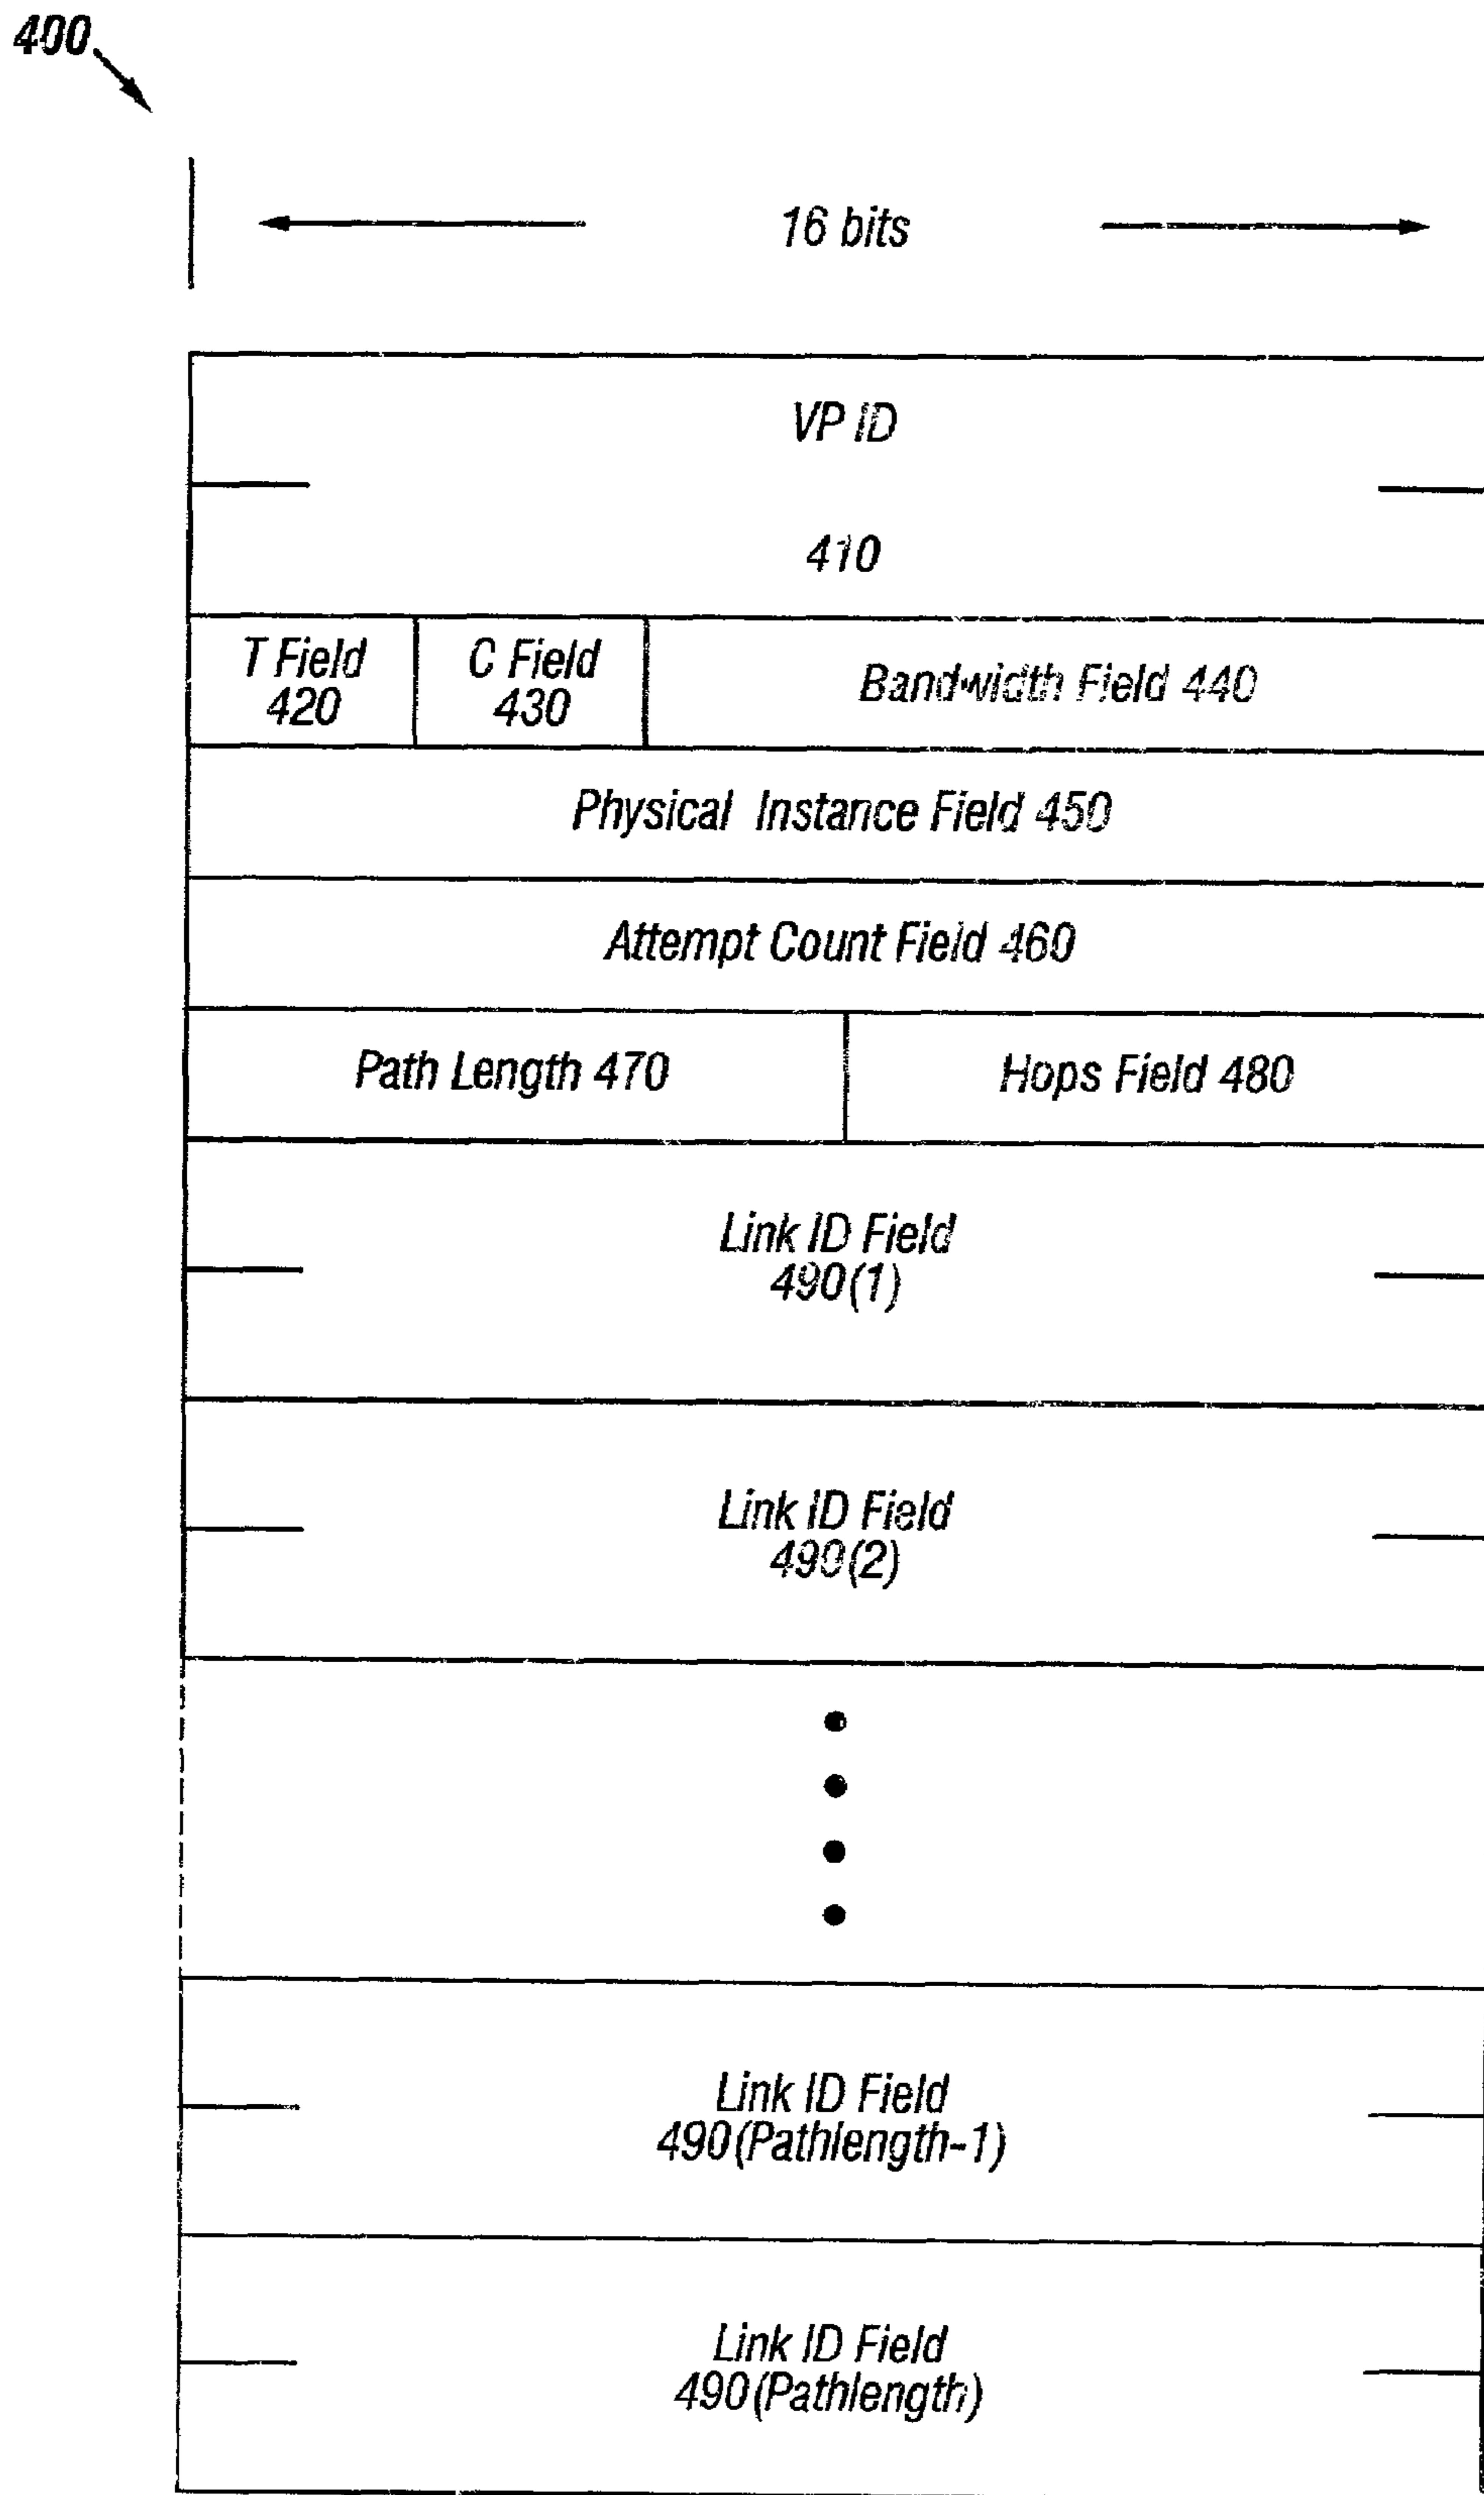 400
16 bits
VP ID
410
T Field
420
C Field
430
Bandwidth Field 440
Physical Instance Field 450
Attempt Count Field 460
Path Length 470
Hops Field 480
Link ID Field
490(1)
Link ID Field
490(2)
Link ID Field
490(Pathlength-1)
Link ID Field
490(Pathlength)